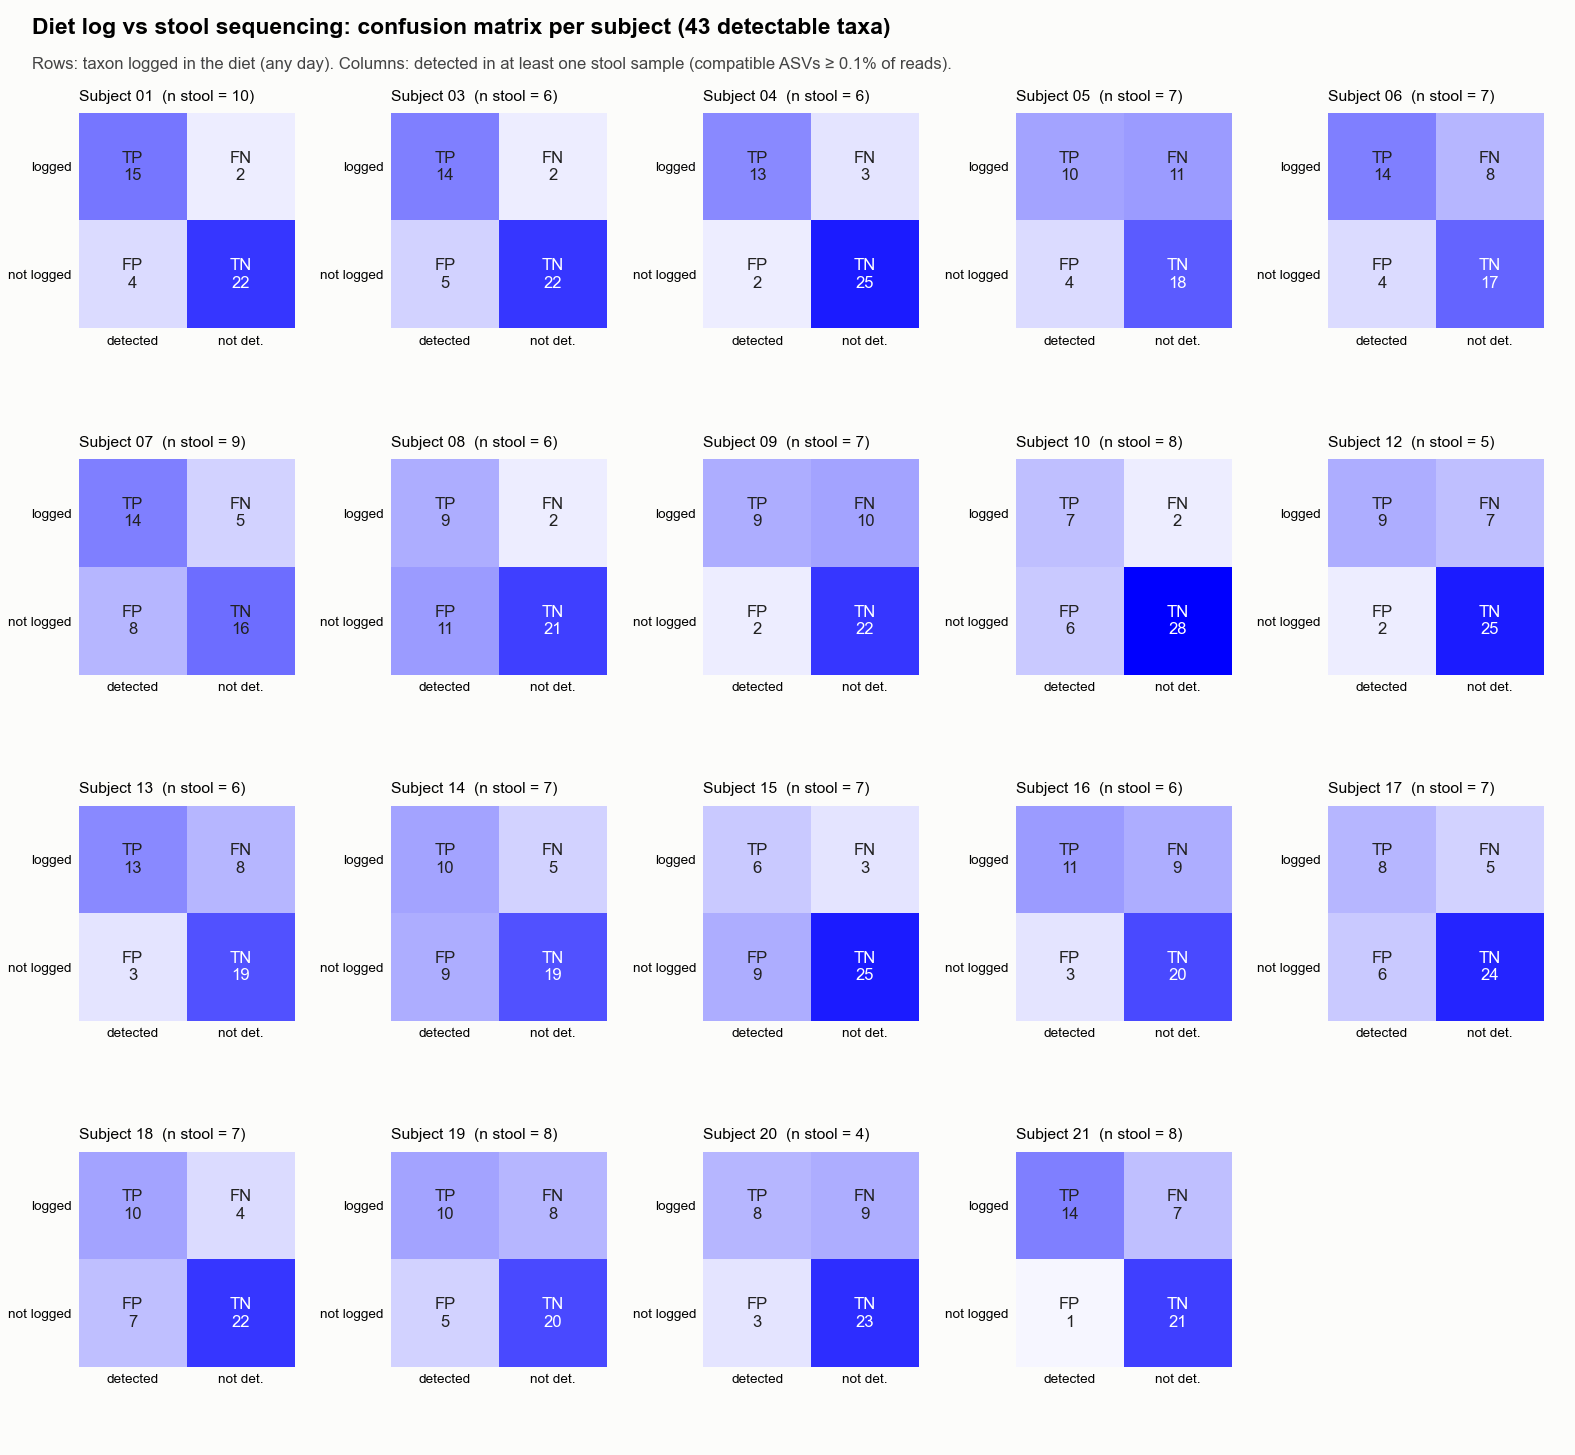 Diet log vs stool sequencing: confusion matrix per subject (43 detectable taxa)
Rows: taxon logged in the diet (any day). Columns: detected in at least one stool sample (compatible ASVs ≥ 0.1% of reads).
Subject 01 (n stool = 10)
logged
TP
15
FN
2
not logged
FP
4
TN
22
detected
not det.
Subject 03 (n stool = 6)
logged
TP
14
FN
2
not logged
FP
5
TN
22
detected
not det.
Subject 04 (n stool = 6)
logged
TP
13
FN
3
not logged
FP
2
TN
25
detected
not det.
Subject 05 (n stool = 7)
logged
TP
10
FN
11
not logged
FP
4
TN
18
detected
not det.
Subject 06 (n stool = 7)
logged
TP
14
FN
8
not logged
FP
4
TN
17
detected
not det.
Subject 07 (n stool = 9)
logged
TP
14
FN
5
not logged
FP
8
TN
16
detected
not det.
Subject 08 (n stool = 6)
logged
TP
9
FN
2
not logged
FP
11
TN
21
detected
not det.
Subject 09 (n stool = 7)
logged
TP
9
FN
10
not logged
FP
2
TN
22
detected
not det.
Subject 10 (n stool = 8)
logged
TP
7
FN
2
not logged
FP
6
TN
28
detected
not det.
Subject 12 (n stool = 5)
logged
TP
9
FN
7
not logged
FP
2
TN
25
detected
not det.
Subject 13 (n stool = 6)
logged
TP
13
FN
8
not logged
FP
3
TN
19
detected
not det.
Subject 14 (n stool = 7)
logged
TP
10
FN
5
not logged
FP
9
TN
19
detected
not det.
Subject 15 (n stool = 7)
logged
TP
6
FN
3
not logged
FP
9
TN
25
detected
not det.
Subject 16 (n stool = 6)
logged
TP
11
FN
9
not logged
FP
3
TN
20
detected
not det.
Subject 17 (n stool = 7)
logged
TP
8
FN
5
not logged
FP
6
TN
24
detected
not det.
Subject 18 (n stool = 7)
logged
TP
10
FN
4
not logged
FP
7
TN
22
detected
not det.
Subject 19 (n stool = 8)
logged
TP
10
FN
8
not logged
FP
5
TN
20
detected
not det.
Subject 20 (n stool = 4)
logged
TP
8
FN
9
not logged
FP
3
TN
23
detected
not det.
Subject 21 (n stool = 8)
logged
TP
14
FN
7
not logged
FP
1
TN
21
detected
not det.